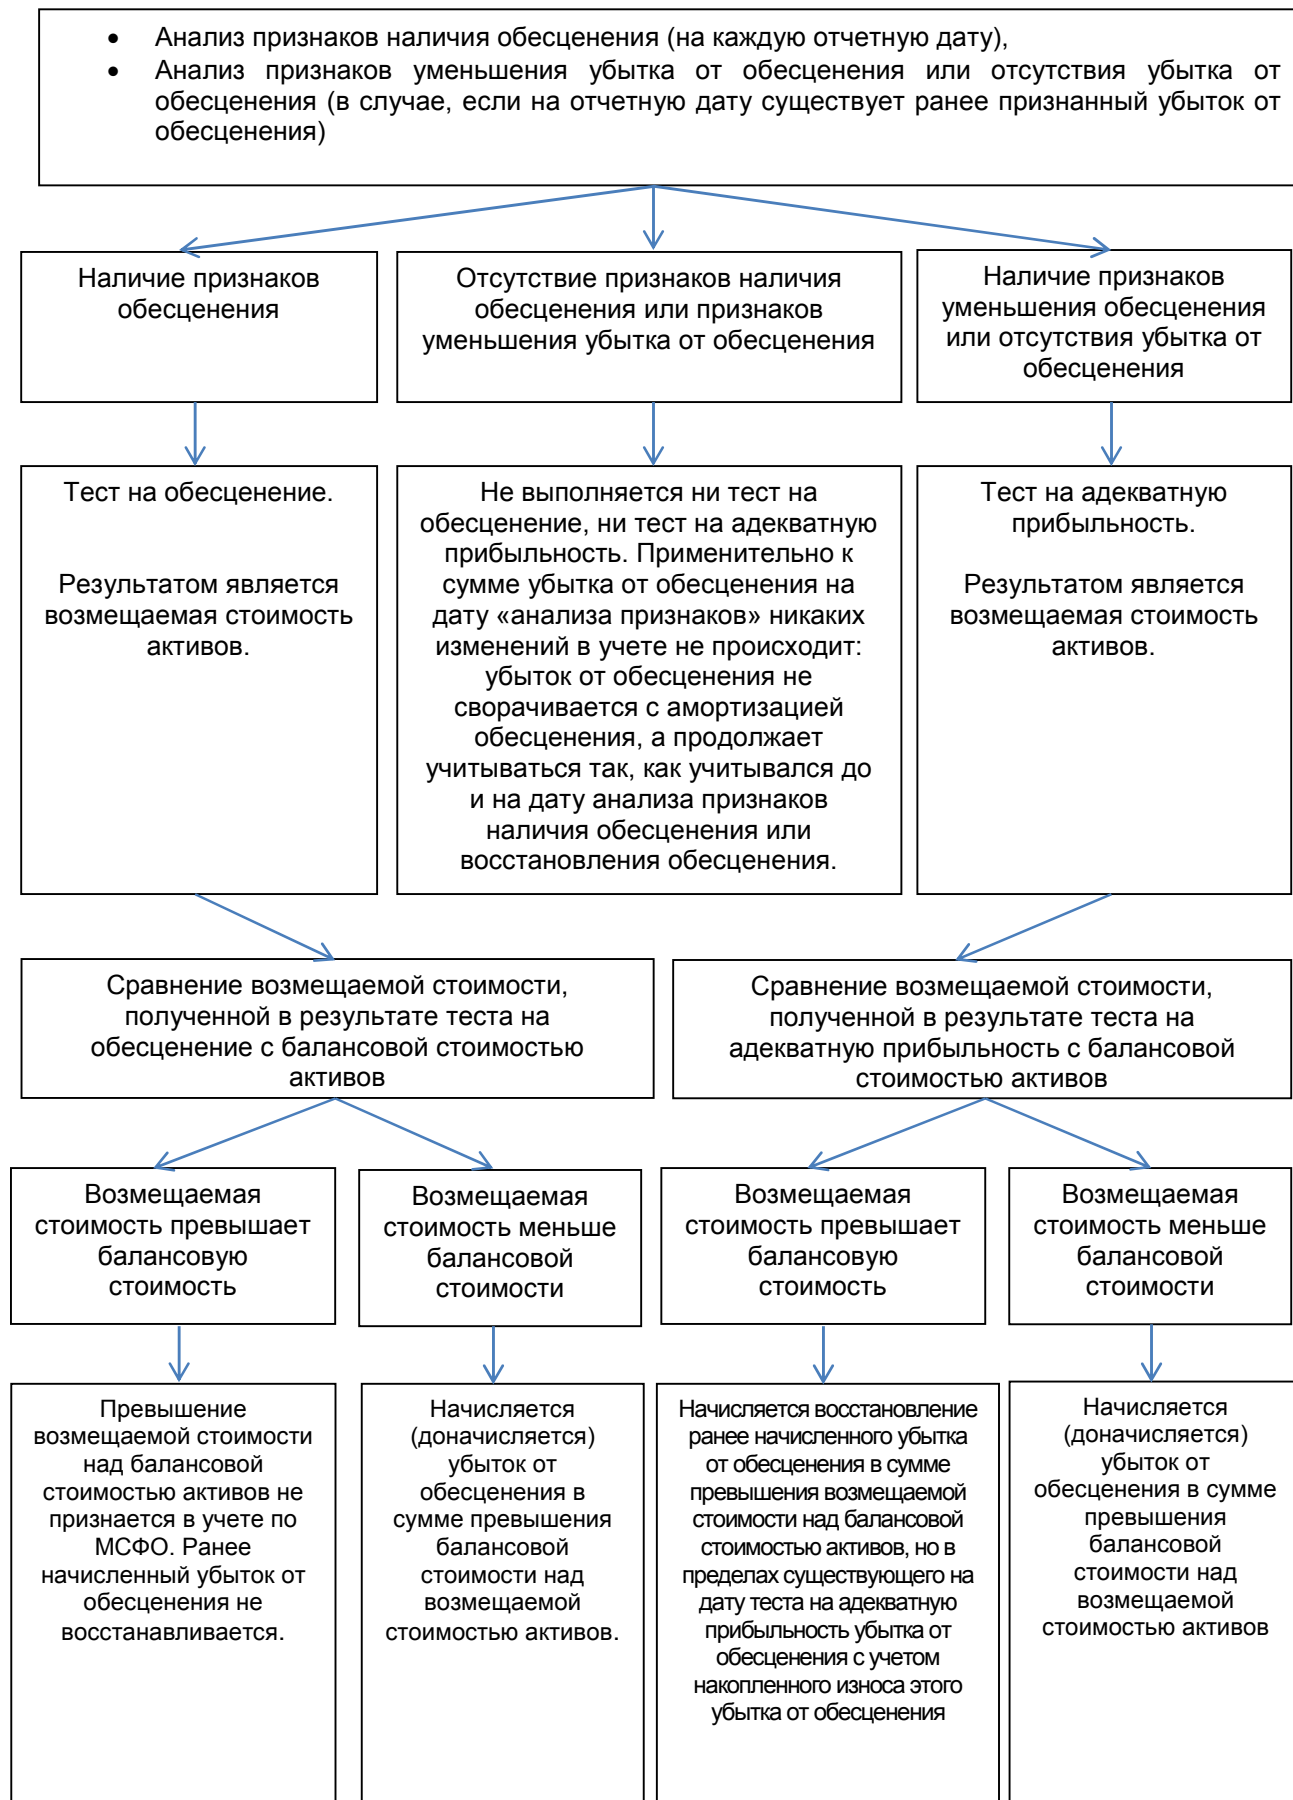 • Анализ признаков наличия обесценения (на каждую отчетную дату),
• Анализ признаков уменьшения убытка от обесценения или отсутствия убытка от
обесценения (в случае, если на отчетную дату существует ранее признанный убыток от
обесценения)
Наличие признаков
обесценения
Отсутствие признаков наличия
обесценения или признаков
уменьшения убытка от обесценения
Наличие признаков
уменьшения обесценения
или отсутствия убытка от
обесценения
Тест на обесценение.
Результатом является
возмещаемая стоимость
активов.
Не выполняется ни тест на
обесценение, ни тест на адекватную
прибыльность. Применительно к
сумме убытка от обесценения на
дату «анализа признаков» никаких
изменений в учете не происходит:
убыток от обесценения не
сворачивается с амортизацией
обесценения, а продолжает
учитываться так, как учитывался до
и на дату анализа признаков
наличия обесценения или
восстановления обесценения.
Тест на адекватную
прибыльность.
Результатом является
возмещаемая стоимость
активов.
Сравнение возмещаемой стоимости,
полученной в результате теста на
обесценение с балансовой стоимостью
активов
Сравнение возмещаемой стоимости,
полученной в результате теста на
адекватную прибыльность с балансовой
стоимостью активов
Возмещаемая
стоимость превышает
балансовую
стоимость
Возмещаемая
стоимость меньше
балансовой
стоимости
Возмещаемая
стоимость превышает
балансовую
стоимость
Возмещаемая
стоимость меньше
балансовой
стоимости
Превышение
возмещаемой стоимости
над балансовой
стоимостью активов не
признается в учете по
МСФО. Ранее
начисленный убыток от
обесценения не
восстанавливается.
Начисляется
(доначисляется)
убыток от
обесценения в
сумме превышения
балансовой
стоимости над
возмещаемой
стоимостью активов.
Начисляется восстановление
ранее начисленного убытка
от обесценения в сумме
превышения возмещаемой
стоимости над балансовой
стоимостью активов, но в
пределах существующего на
дату теста на адекватную
прибыльность убытка от
обесценения с учетом
накопленного износа этого
убытка от обесценения
Начисляется
(доначисляется)
убыток от
обесценения в сумме
превышения
балансовой
стоимости над
возмещаемой
стоимостью активов